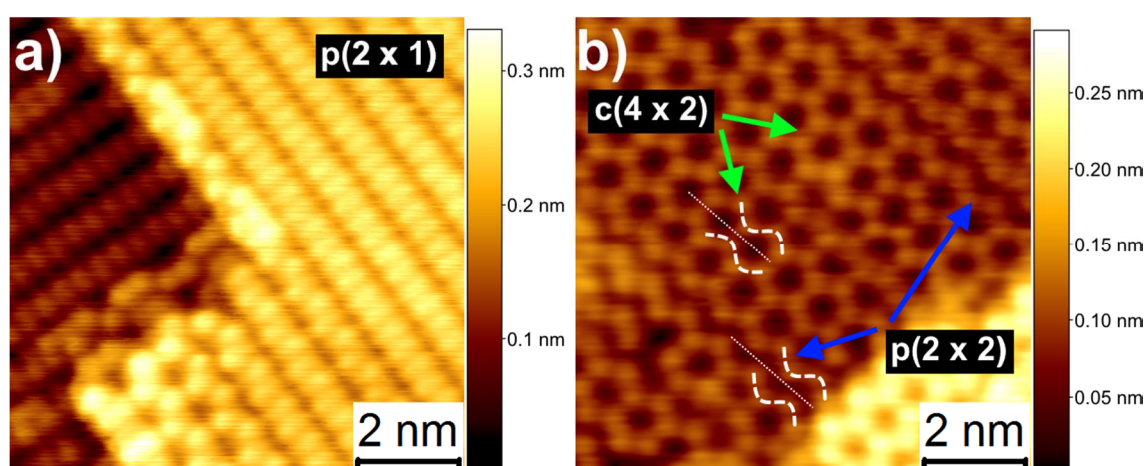 a)
p(2 x 1)
0.3 nm
0.2 nm
0.1 nm
2 nm
b)
c(4 x 2)
p(2 x 2)
0.25 nm
0.20 nm
0.15 nm
0.10 nm
0.05 nm
2 nm